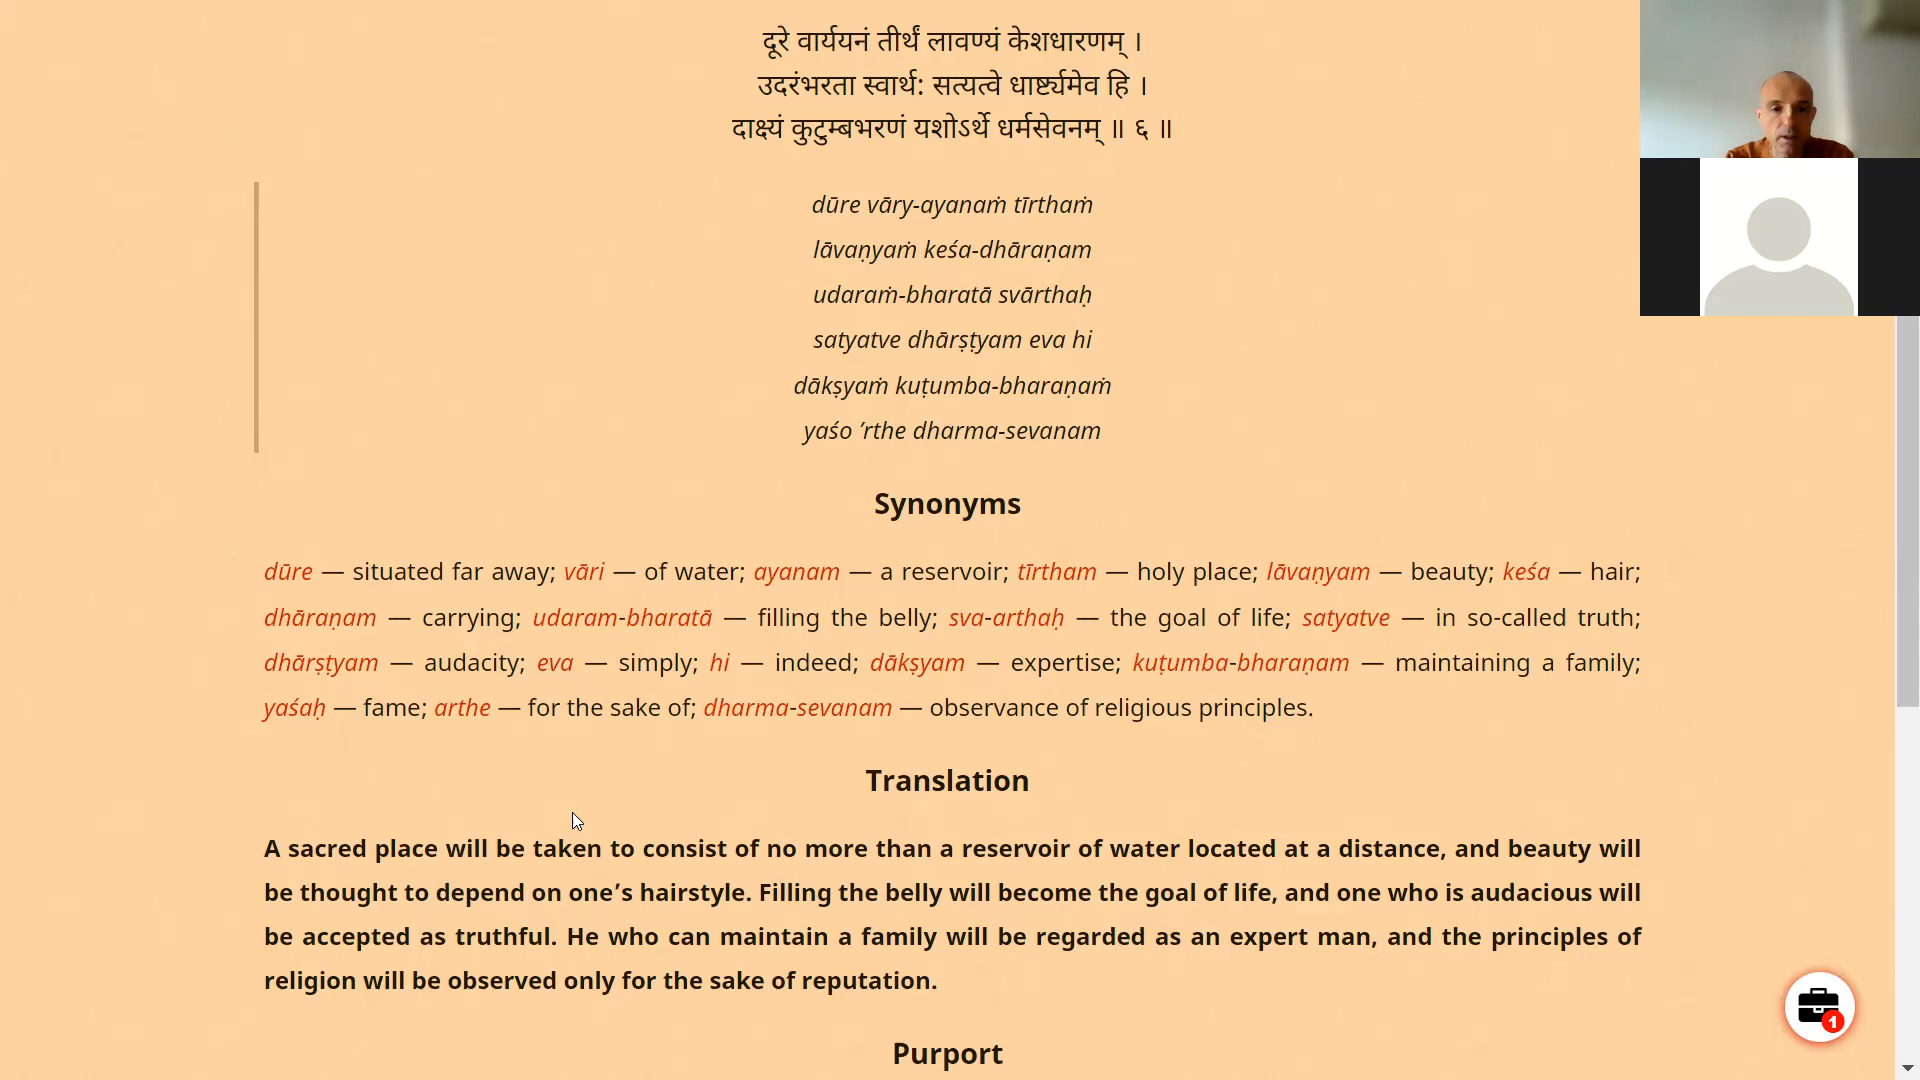 दूरे वार्ययनं तीर्थं लावण्यं केशधारणम् ।
उदरंभरता स्वार्थ: सत्यत्वे धार्ष्ट्यमेव हि ।
दाक्ष्यं कुटुम्बभरणं यशोऽर्थे धर्मसेवनम् ॥ ६ ॥
dūre vāry-ayanaṁ tīrthaṁ
lāvaṇyaṁ keśa-dhāraṇam
udaraṁ-bharatā svārthaḥ
satyatve dhārṣṭyam eva hi
dākṣyaṁ kuṭumba-bharaṇaṁ
yaśo ’rthe dharma-sevanam
Synonyms
dūre — situated far away; vāri — of water; ayanam — a reservoir; tīrtham — holy place; lāvaṇyam — beauty; keśa — hair;
dhāraṇam — carrying; udaram-bharatā — filling the belly; sva-arthaḥ — the goal of life; satyatve — in so-called truth;
dhārṣṭyam — audacity; eva — simply; hi — indeed; dākṣyam — expertise; kuṭumba-bharaṇam — maintaining a family;
yaśaḥ — fame; arthe — for the sake of; dharma-sevanam — observance of religious principles.
Translation
A sacred place will be taken to consist of no more than a reservoir of water located at a distance, and beauty will
be thought to depend on one’s hairstyle. Filling the belly will become the goal of life, and one who is audacious will
be accepted as truthful. He who can maintain a family will be regarded as an expert man, and the principles of
religion will be observed only for the sake of reputation.
1
Purport